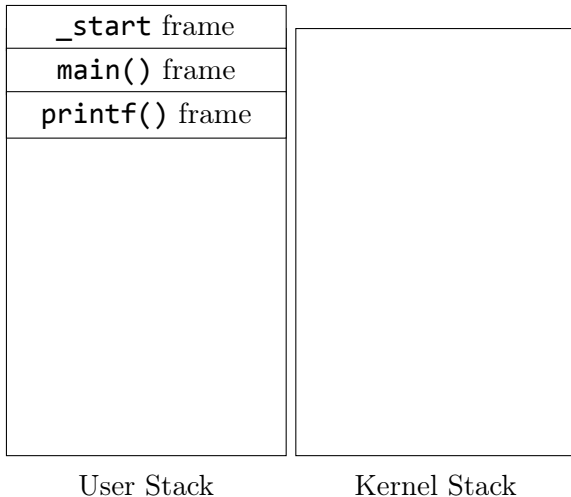 _start frame
main() frame
printf() frame
User Stack
Kernel Stack